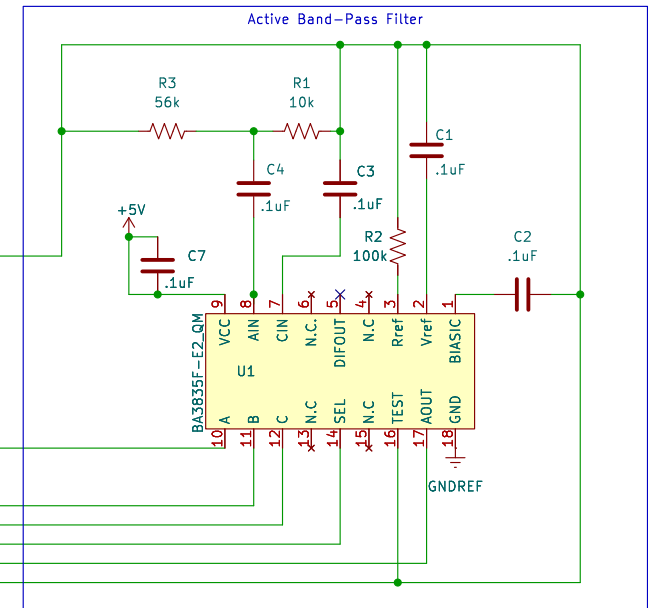 Active Band-Pass Filter
R3
56k
R1
10k
C1
.1uF
C4
.1uF
C3
.1uF
+5V
C7
.1uF
R2
100k
C2
.1uF
9
8
7
6
5
4
3
2
1
VCC
AIN
CIN
N.C.
DIFOUT
N.C
Rref
Vref
BIASIC
BA3835F-E2_QM
U1
A
B
C
N.C
SEL
N.C
TEST
AOUT
GND
10
11
12
13
14
15
16
17
18
GNDREF